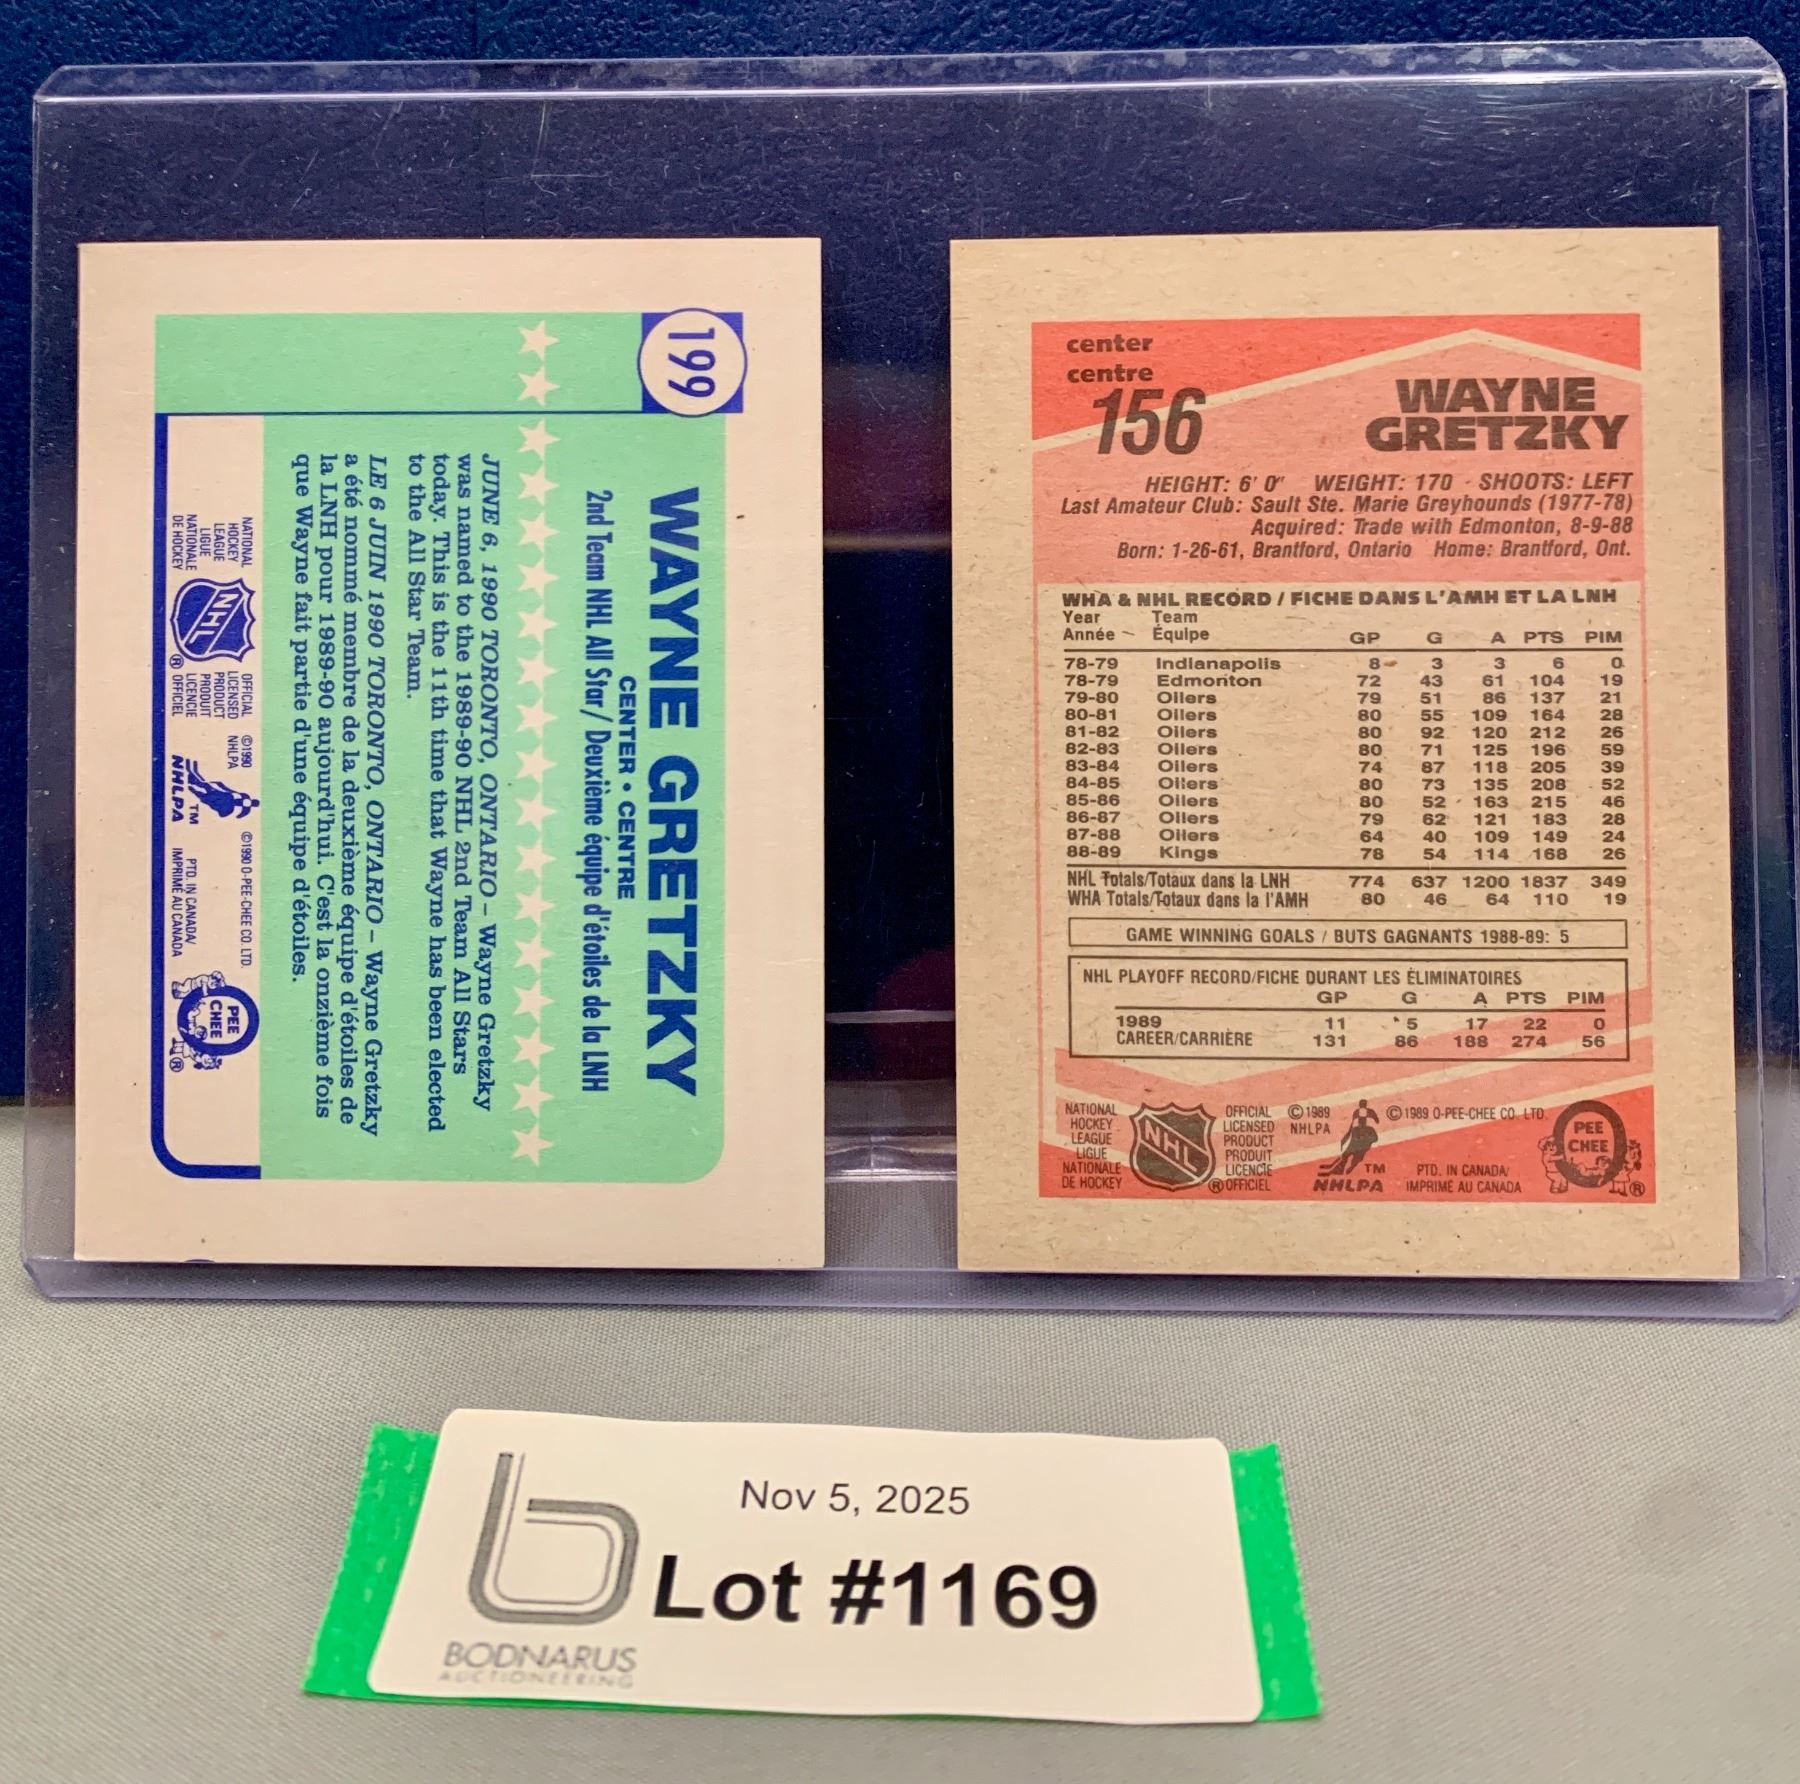 199
WAYNE GRETZKY
CENTER • CENTRE
2nd Team NHL All Star / Deuxième équipe d'étoiles de la LNH
JUNE 6, 1990 TORONTO, ONTARIO – Wayne Gretzky
was named to the 1989-90 NHL 2nd Team All Stars
today. This is the 11th time that Wayne has been elected
to the All Star Team.
LE 6 JUIN 1990 TORONTO, ONTARIO – Wayne Gretzky
a été nommé membre de la deuxième équipe d'étoiles de
la LNH pour 1989-90 aujourd'hui. C'est la onzième fois
que Wayne fait partie d'une équipe d'étoiles.
NATIONAL
HOCKEY
LEAGUE
LIGUE
NATIONALE
DE HOCKEY
NHL
®
OFFICIAL
LICENSED
PRODUCT
PRODUIT
LICENCIE
OFFICIEL
©1990
NHLPA
TM
NHLPA
©1990 O-PEE-CHEE CO. LTD.
PTD. IN CANADA/
IMPRIMÉ AU CANADA
O
PEE
CHEE
®
center
centre
156
WAYNE
GRETZKY
HEIGHT: 6' 0" WEIGHT: 170 SHOOTS: LEFT
Last Amateur Club: Sault Ste. Marie Greyhounds (1977-78)
Acquired: Trade with Edmonton, 8-9-88
Born: 1-26-61, Brantford, Ontario Home: Brantford, Ont.
WHA & NHL RECORD / FICHE DANS L'AMH ET LA LNH
Year Team
Année Équipe GP G A PTS PIM
78-79 Indianapolis 8 3 3 6 0
78-79 Edmonton 72 43 61 104 19
79-80 Oilers 79 51 86 137 21
80-81 Oilers 80 55 109 164 28
81-82 Oilers 80 92 120 212 26
82-83 Oilers 80 71 125 196 59
83-84 Oilers 74 87 118 205 39
84-85 Oilers 80 73 135 208 52
85-86 Oilers 80 52 163 215 46
86-87 Oilers 79 62 121 183 28
87-88 Oilers 64 40 109 149 24
88-89 Kings 78 54 114 168 26
NHL Totals/Totaux dans la LNH 774 637 1200 1837 349
WHA Totals/Totaux dans la l'AMH 80 46 64 110 19
GAME WINNING GOALS / BUTS GAGNANTS 1988-89: 5
NHL PLAYOFF RECORD/FICHE DURANT LES ÉLIMINATOIRES
GP G A PTS PIM
1989 11 5 17 22 0
CAREER/CARRIÈRE 131 86 188 274 56
NATIONAL
HOCKEY
LEAGUE
LIGUE
NATIONALE
DE HOCKEY
NHL
®
OFFICIAL
LICENSED
PRODUCT
PRODUIT
LICENCIE
OFFICIEL
©1989
NHLPA
TM
NHLPA
©1989 O-PEE-CHEE CO. LTD.
PTD. IN CANADA/
IMPRIMÉ AU CANADA
O
PEE
CHEE
®
Nov 5, 2025
Lot #1169
b
BODNARUS
AUCTIONEERING